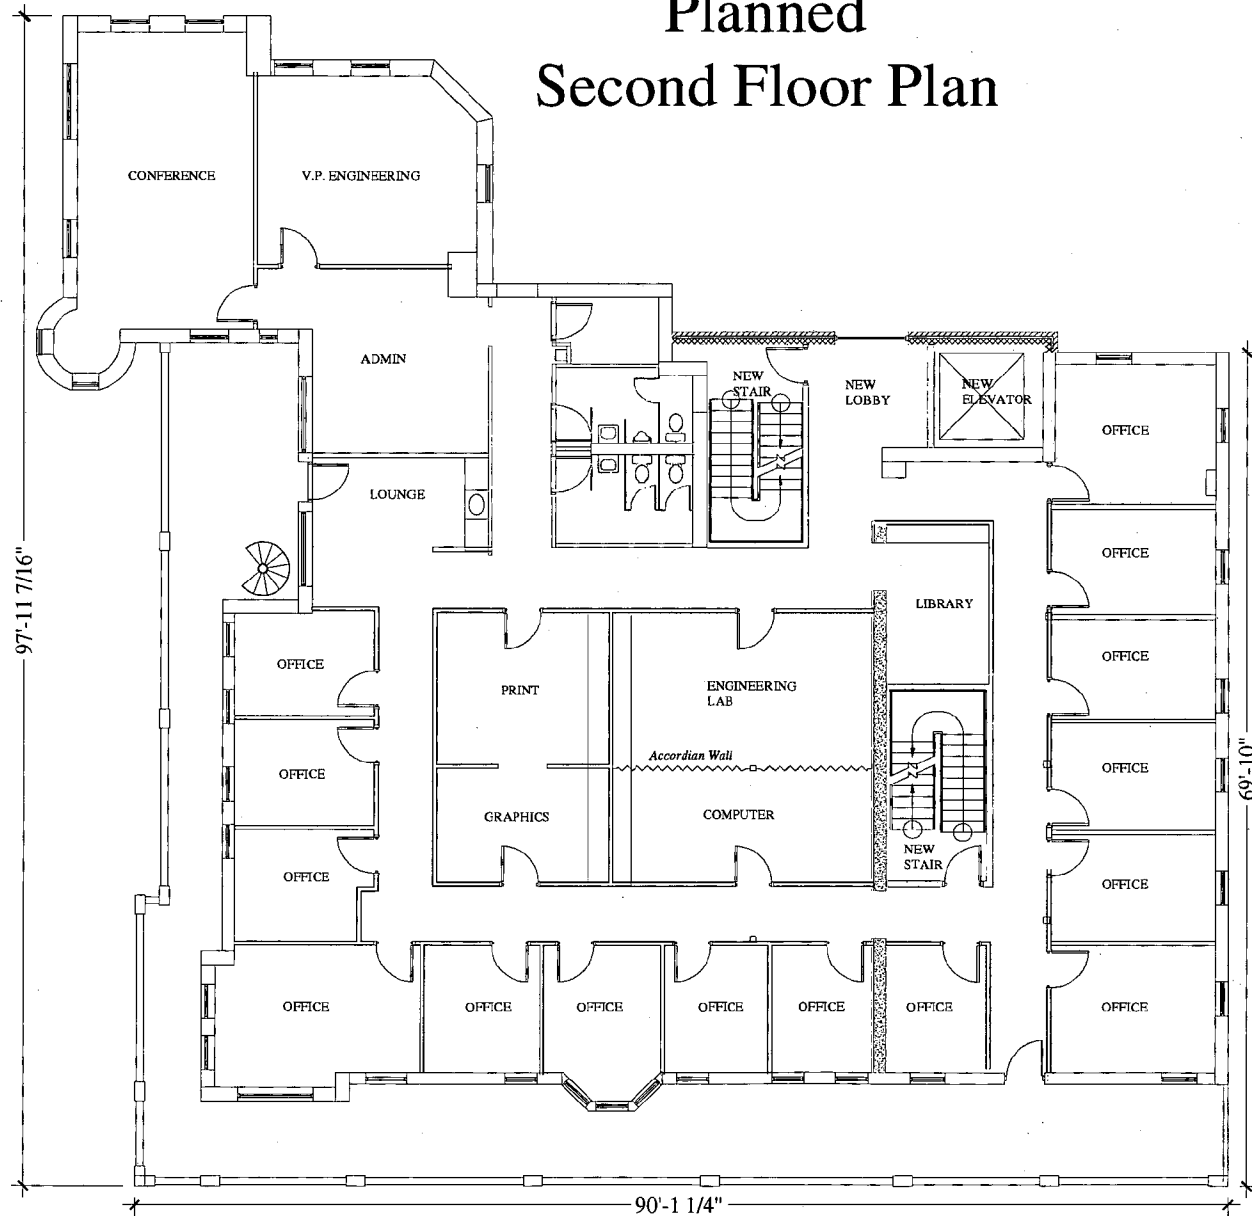 Planned
Second Floor Plan
CONFERENCE
V.P. ENGINEERING
ADMIN
NEW
STAIR
NEW
LOBBY
NEW
ELEVATOR
OFFICE
LOUNGE
OFFICE
97'-11 7/16"
LIBRARY
OFFICE
OFFICE
PRINT
ENGINEERING
LAB
Accordian Wall
OFFICE
OFFICE
69'-10"
GRAPHICS
COMPUTER
NEW
STAIR
OFFICE
OFFICE
OFFICE
OFFICE
OFFICE
OFFICE
OFFICE
OFFICE
OFFICE
90'-1 1/4"